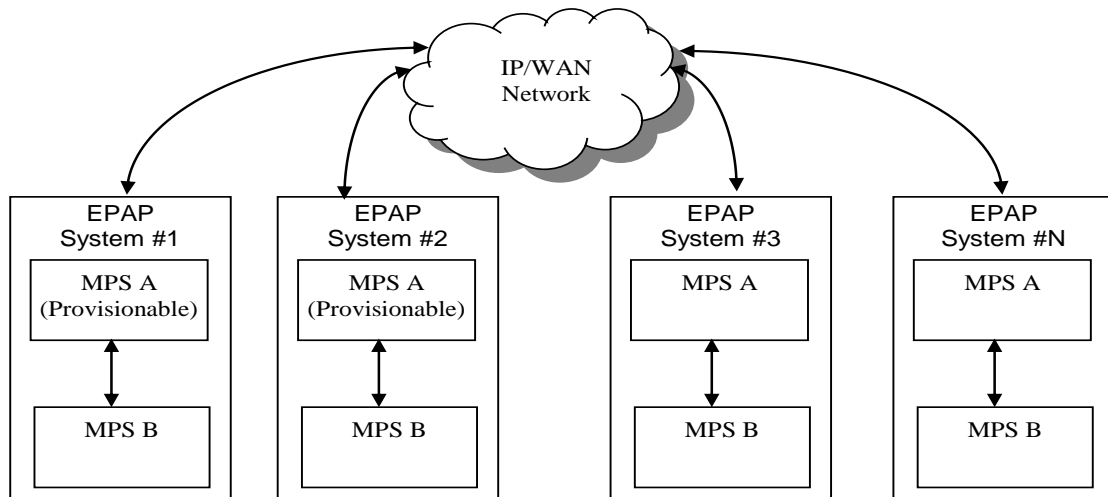 IP/WAN
Network
EPAP
System #1
MPS A
(Provisionable)
MPS B
EPAP
System #2
MPS A
(Provisionable)
MPS B
EPAP
System #3
MPS A
MPS B
EPAP
System #N
MPS A
MPS B